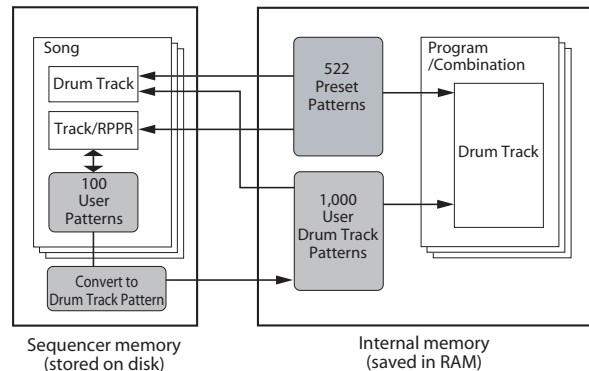 Song
Drum Track
Track/RPPR
100
User
Patterns
Convert to
Drum Track Pattern
Sequencer memory
(stored on disk)
522
Preset
Patterns
1,000
User
Drum Track
Patterns
Program
/Combination
Drum Track
Internal memory
(saved in RAM)